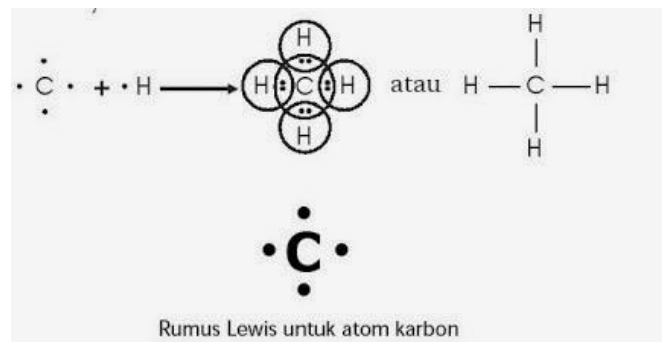 H H
· C · + · H H : C : H atau H — C — H
H H
C
Rumus Lewis untuk atom karbon